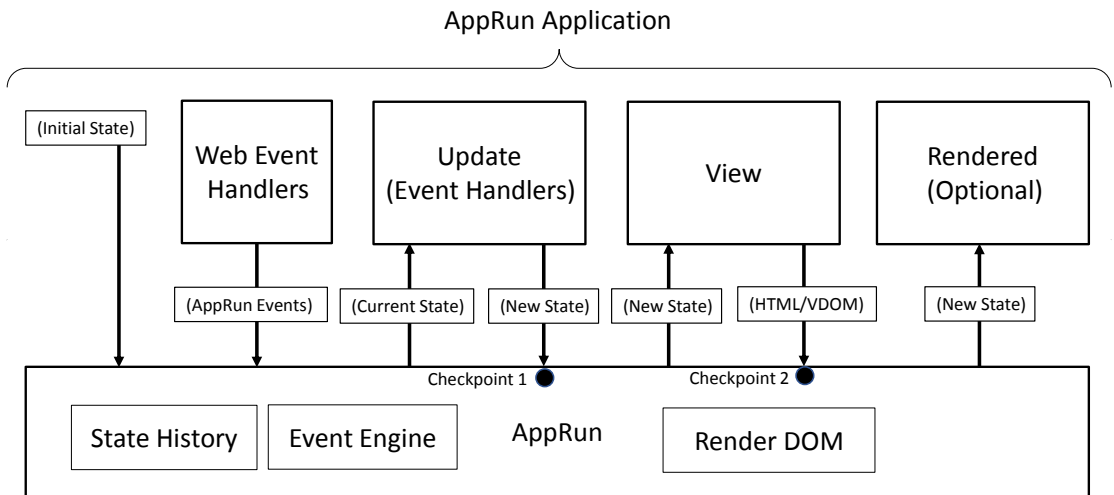 AppRun Application
(Initial State)
Web Event
Handlers
Update
(Event Handlers)
View
Rendered
(Optional)
(AppRun Events)
(Current State)
(New State)
(New State)
(HTML/VDOM)
(New State)
Checkpoint 1
Checkpoint 2
State History
Event Engine
AppRun
Render DOM